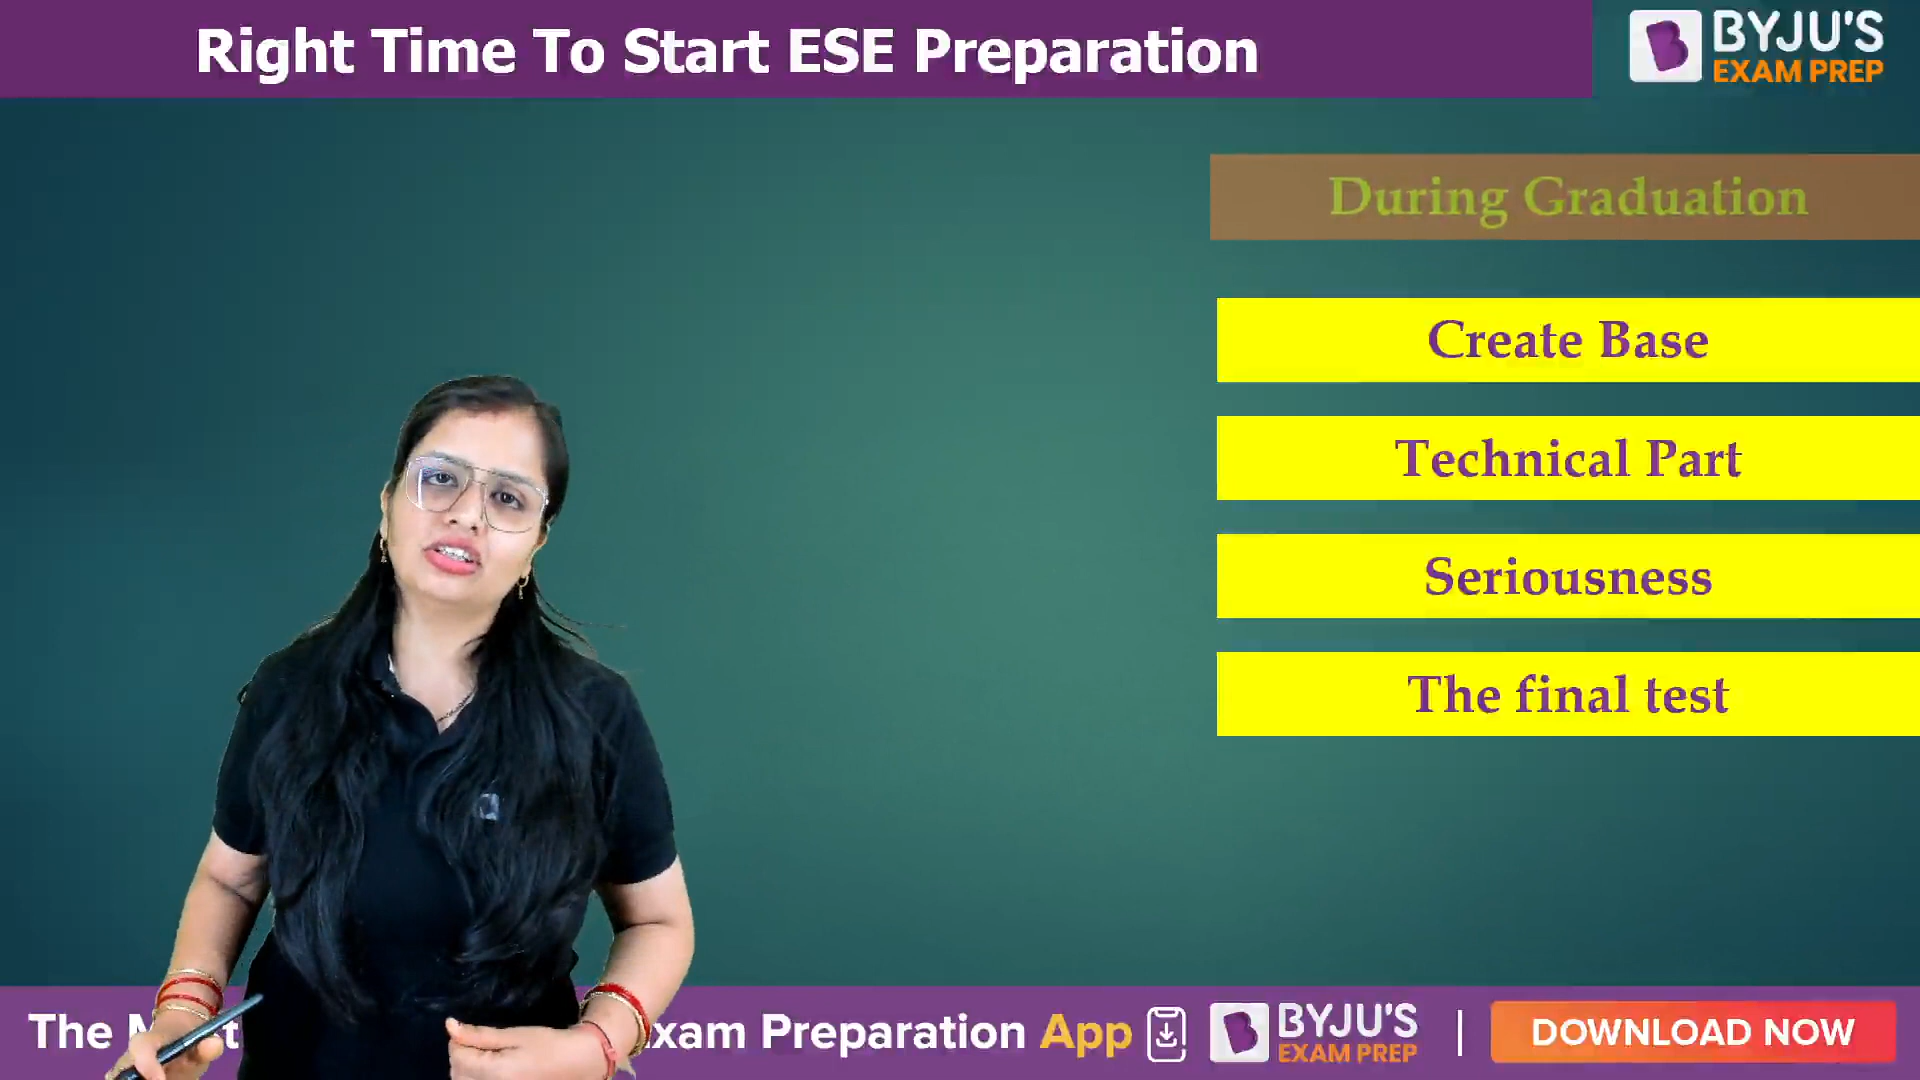 Right Time To Start ESE Preparation
BYJU'S
EXAM PREP
During Graduation
Create Base
Technical Part
Seriousness
The final test
The Exam Preparation App
BYJU'S
EXAM PREP
DOWNLOAD NOW